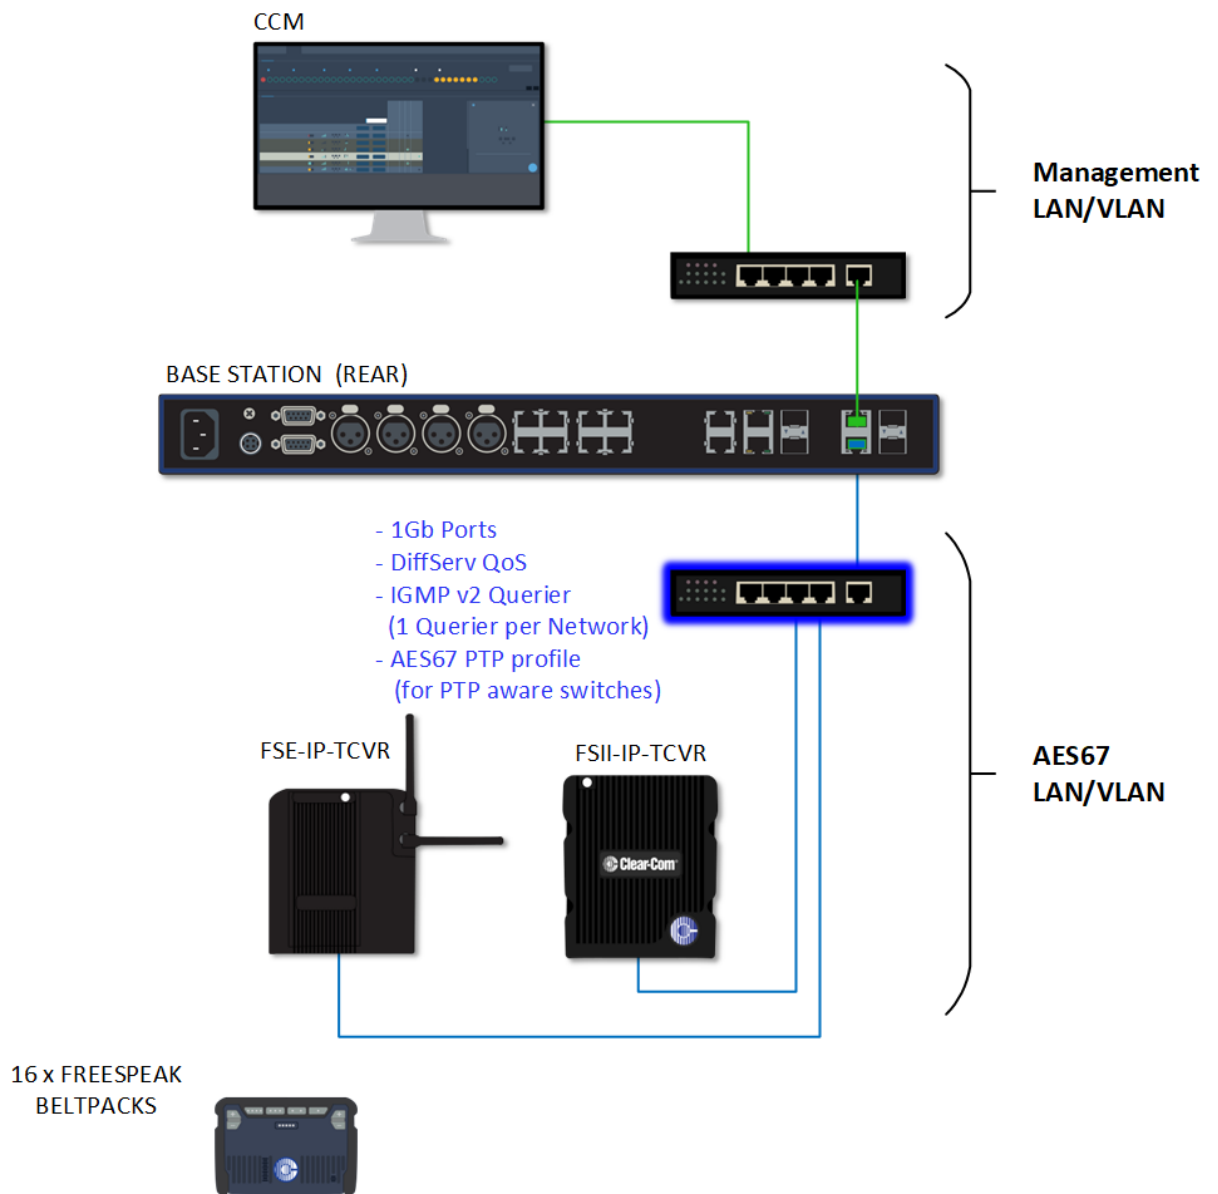 CCM
Management
LAN/VLAN
BASE STATION (REAR)
- 1Gb Ports
- DiffServ QoS
- IGMP v2 Querier
(1 Querier per Network)
- AES67 PTP profile
(for PTP aware switches)
FSE-IP-TCVR
FSII-IP-TCVR
AES67
LAN/VLAN
Clear-Com
16 x FREESPEAK
BELTPACKS